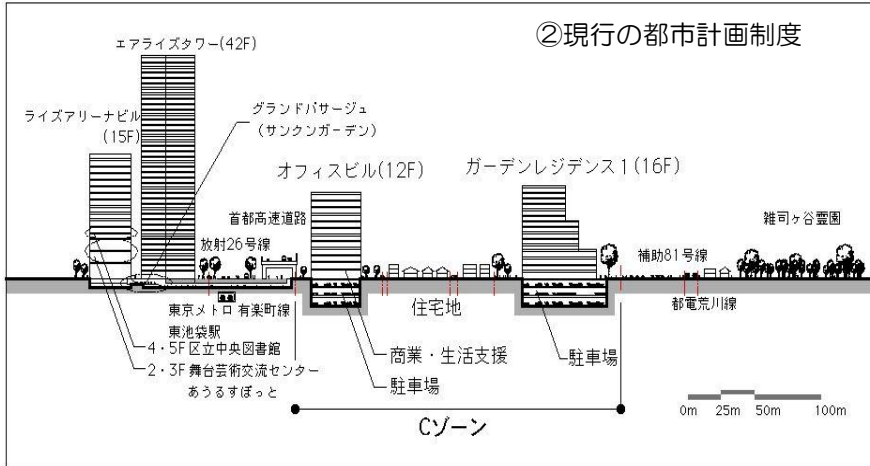 ②現行の都市計画制度
エアライズタワー(42F)
ライズアリーナビル
(15F)
グランドパサージュ
(サンクンガーデン)
オフィスビル(12F)
ガーデンレジデンス1(16F)
首都高速道路
放射26号線
雑司ヶ谷霊園
補助81号線
東京メトロ 有楽町線
東池袋駅
住宅地
都電荒川線
4・5F 区立中央図書館
2・3F 舞台芸術交流センター
あうるすぽっと
商業・生活支援
駐車場
駐車場
Cゾーン
0m 25m 50m 100m